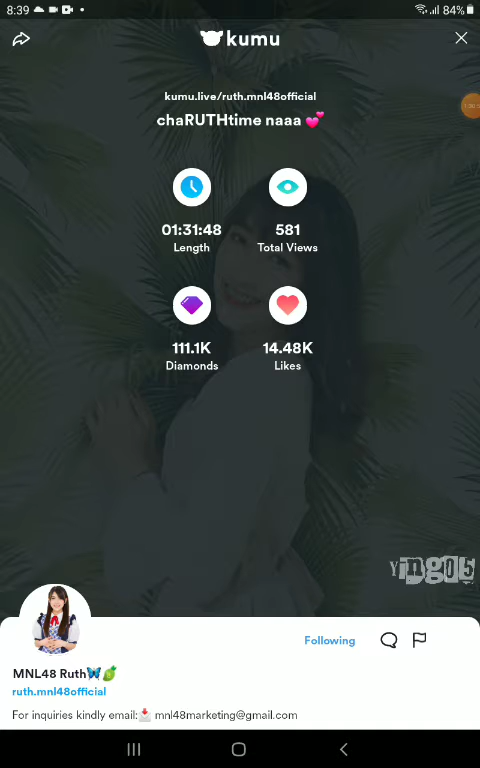 8:39
84%
kumu
kumu.live/ruth.mnl48official
chaRUTHtime naaa 💕
01:31:48 581
Length Total Views
111.1K 14.48K
Diamonds Likes
Ying05
Following
MNL48 Ruth🦋🍍
ruth.mnl48official
For inquiries kindly email:📩 mnl48marketing@gmail.com